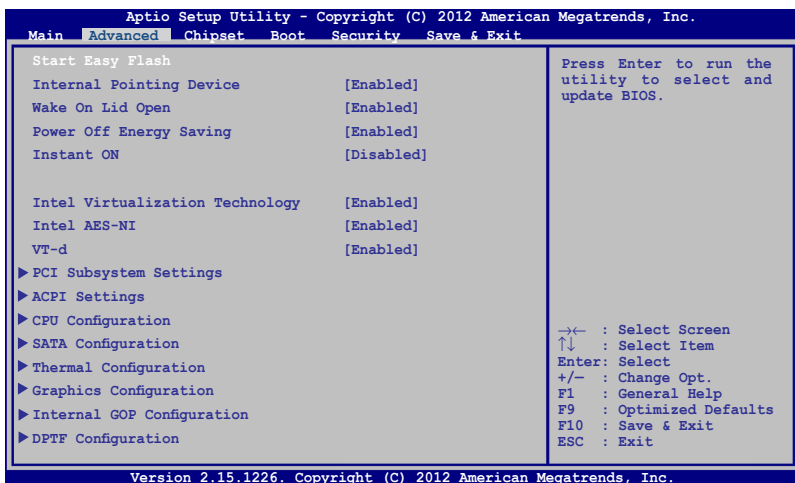 Aptio Setup Utility - Copyright (C) 2012 American Megatrends, Inc.
Main Advanced Chipset Boot Security Save & Exit
Start Easy Flash
Internal Pointing Device [Enabled]
Wake On Lid Open [Enabled]
Power Off Energy Saving [Enabled]
Instant ON [Disabled]
Intel Virtualization Technology [Enabled]
Intel AES-NI [Enabled]
VT-d [Enabled]
PCI Subsystem Settings
ACPI Settings
CPU Configuration
SATA Configuration
Thermal Configuration
Graphics Configuration
Internal GOP Configuration
DPTF Configuration
Press Enter to run the
utility to select and
update BIOS.
→← : Select Screen
↑↓ : Select Item
Enter: Select
+/— : Change Opt.
F1 : General Help
F9 : Optimized Defaults
F10 : Save & Exit
ESC : Exit
Version 2.15.1226. Copyright (C) 2012 American Megatrends, Inc.